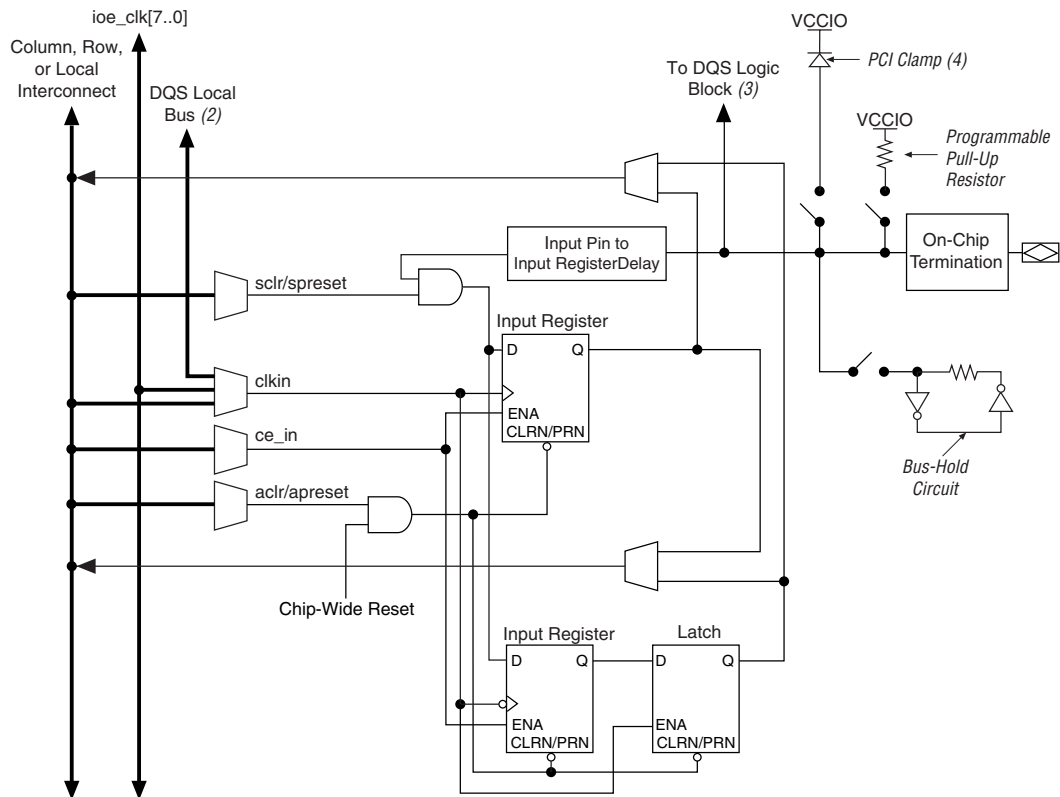 ioe_clk[7..0]
Column, Row,
or Local
Interconnect
DQS Local
Bus (2)
To DQS Logic
Block (3)
VCCIO
PCI Clamp (4)
VCCIO
Programmable
Pull-Up
Resistor
Input Pin to
Input RegisterDelay
On-Chip
Termination
sclr/spreset
Input Register
D Q
ENA
CLRN/PRN
clkin
ce_in
aclr/apreset
Bus-Hold
Circuit
Chip-Wide Reset
Input Register
D Q
ENA
CLRN/PRN
Latch
D Q
ENA
CLRN/PRN